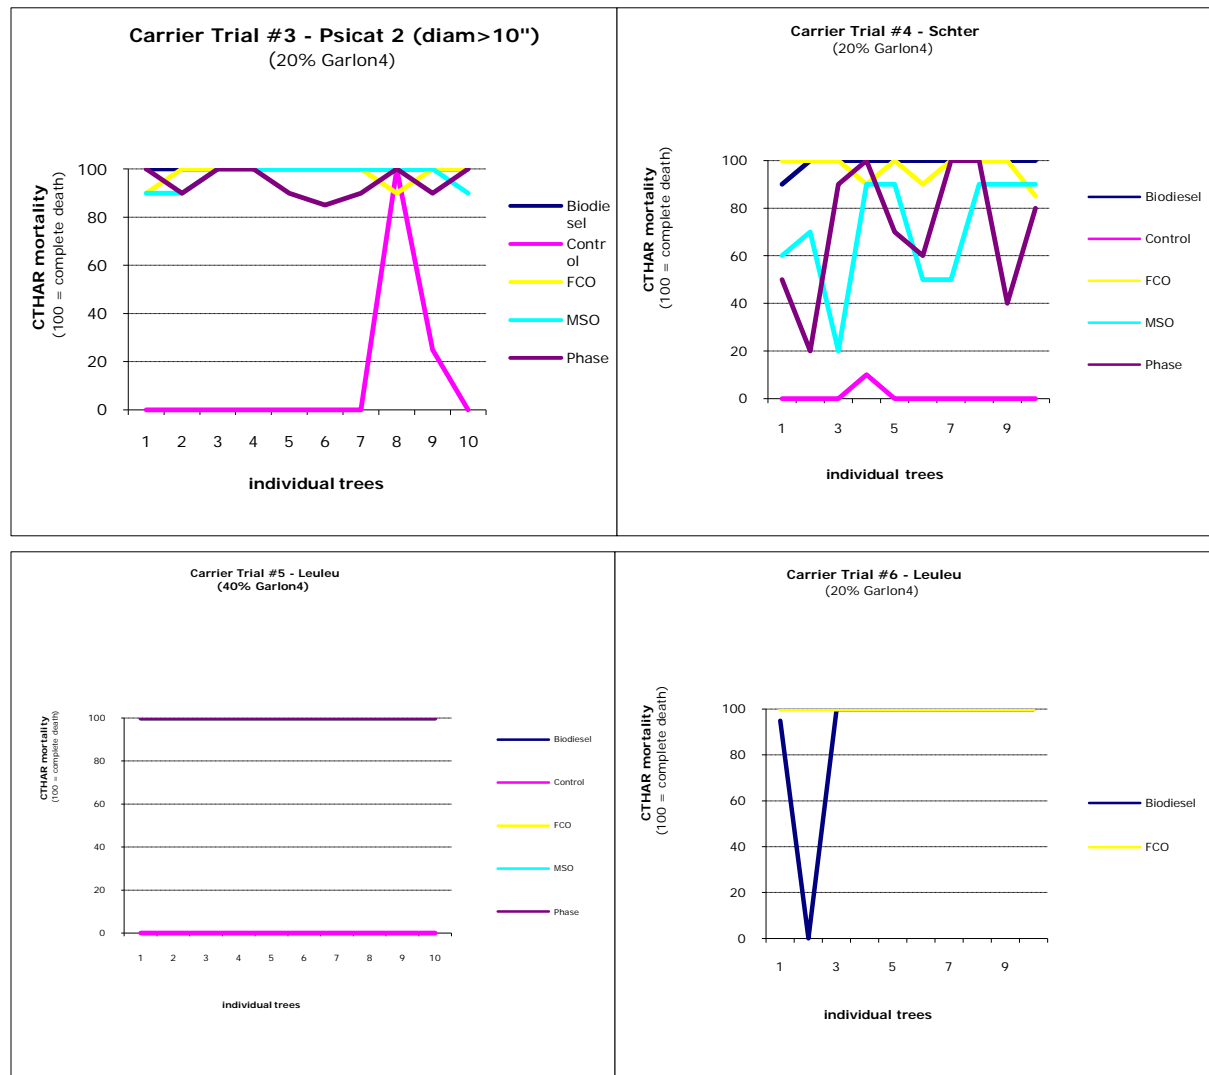 Carrier Trial #3 - Psicat 2 (diam>10")
(20% Garlon4)
CTHAR mortality
(100 = complete death)
100
80
60
40
20
0
1 2 3 4 5 6 7 8 9 10
individual trees
Biodie
sel
Contr
ol
FCO
MSO
Phase
Carrier Trial #4 - Schter
(20% Garlon4)
CTHAR mortality
(100 = complete death)
100
80
60
40
20
0
1 3 5 7 9
individual trees
Biodiesel
Control
FCO
MSO
Phase
Carrier Trial #5 - Leuleu
(40% Garlon4)
CTHAR mortality
(100 = complete death)
100
80
60
40
20
0
1 2 3 4 5 6 7 8 9 10
individual trees
Biodiesel
Control
FCO
MSO
Phase
Carrier Trial #6 - Leuleu
(20% Garlon4)
CTHAR mortality
(100 = complete death)
100
80
60
40
20
0
1 3 5 7 9
individual trees
Biodiesel
FCO